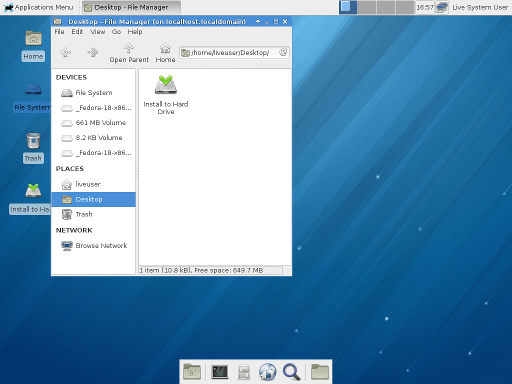 Applications Menu
Desktop - File Manager
16:57
Live System User
Desktop - File Manager (on localhost.localdomain)
File Edit View Go Help
Open Parent
Home
/home/liveuser/Desktop/
DEVICES
File System
_Fedora-18-x86...
661 MB Volume
8.2 KB Volume
_Fedora-18-x86...
PLACES
liveuser
Desktop
Trash
NETWORK
Browse Network
Install to Hard
Drive
1 item (10.8 kB), Free space: 649.7 MB
Home
File System
Trash
Install to Ha